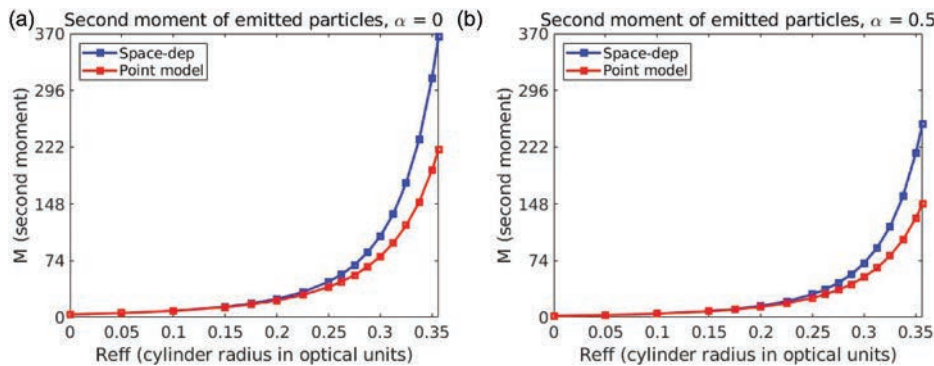 (a) Second moment of emitted particles, α = 0
370
296
222
148
74
0
M (second moment)
Space-dep
Point model
0 0.05 0.1 0.15 0.2 0.25 0.3 0.35
Reff (cylinder radius in optical units)
(b) Second moment of emitted particles, α = 0.5
370
296
222
148
74
0
M (second moment)
Space-dep
Point model
0 0.05 0.1 0.15 0.2 0.25 0.3 0.35
Reff (cylinder radius in optical units)